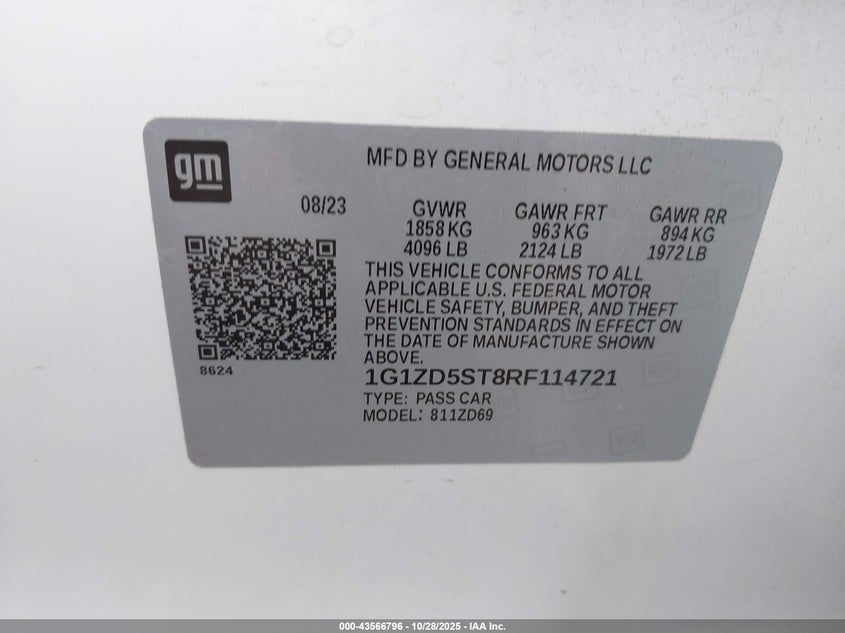 gm
MFD BY GENERAL MOTORS LLC
08/23
GVWR GAWR FRT GAWR RR
1858 KG 963 KG 894 KG
4096 LB 2124 LB 1972 LB
THIS VEHICLE CONFORMS TO ALL
APPLICABLE U.S. FEDERAL MOTOR
VEHICLE SAFETY, BUMPER, AND THEFT
PREVENTION STANDARDS IN EFFECT ON
THE DATE OF MANUFACTURE SHOWN
ABOVE.
8624
1G1ZD5ST8RF114721
TYPE: PASS CAR
MODEL: 811ZD69
000-43566796 - 10/28/2025 - IAA Inc.